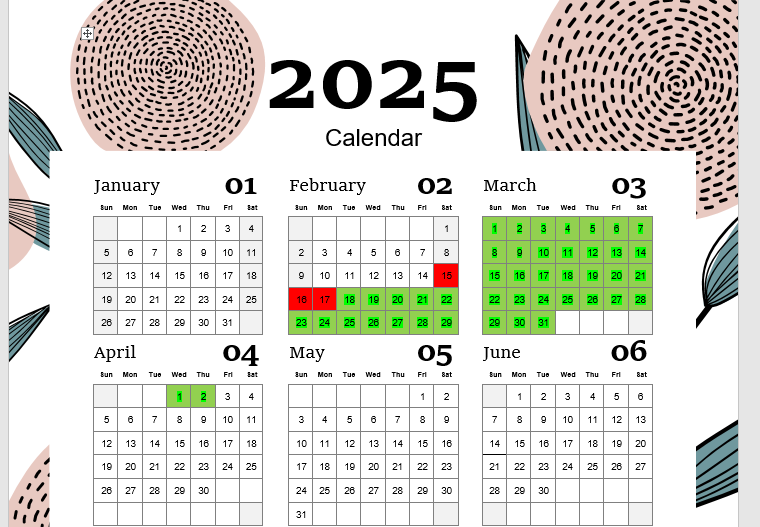 2025
Calendar
January 01
Sun Mon Tue Wed Thu Fri Sat
1 2 3 4
5 6 7 8 9 10 11
12 13 14 15 16 17 18
19 20 21 22 23 24 25
26 27 28 29 30 31
February 02
Sun Mon Tue Wed Thu Fri Sat
1
2 3 4 5 6 7 8
9 10 11 12 13 14 15
16 17 18 19 20 21 22
23 24 25 26 27 28 29
March 03
Sun Mon Tue Wed Thu Fri Sat
1 2 3 4 5 6 7
8 9 10 11 12 13 14
15 16 17 18 19 20 21
22 23 24 25 26 27 28
29 30 31
April 04
Sun Mon Tue Wed Thu Fri Sat
1 2 3 4
5 6 7 8 9 10 11
12 13 14 15 16 17 18
19 20 21 22 23 24 25
26 27 28 29 30
May 05
Sun Mon Tue Wed Thu Fri Sat
1 2
3 4 5 6 7 8 9
10 11 12 13 14 15 16
17 18 19 20 21 22 23
24 25 26 27 28 29 30
31
June 06
Sun Mon Tue Wed Thu Fri Sat
1 2 3 4 5 6
7 8 9 10 11 12 13
14 15 16 17 18 19 20
21 22 23 24 25 26 27
28 29 30